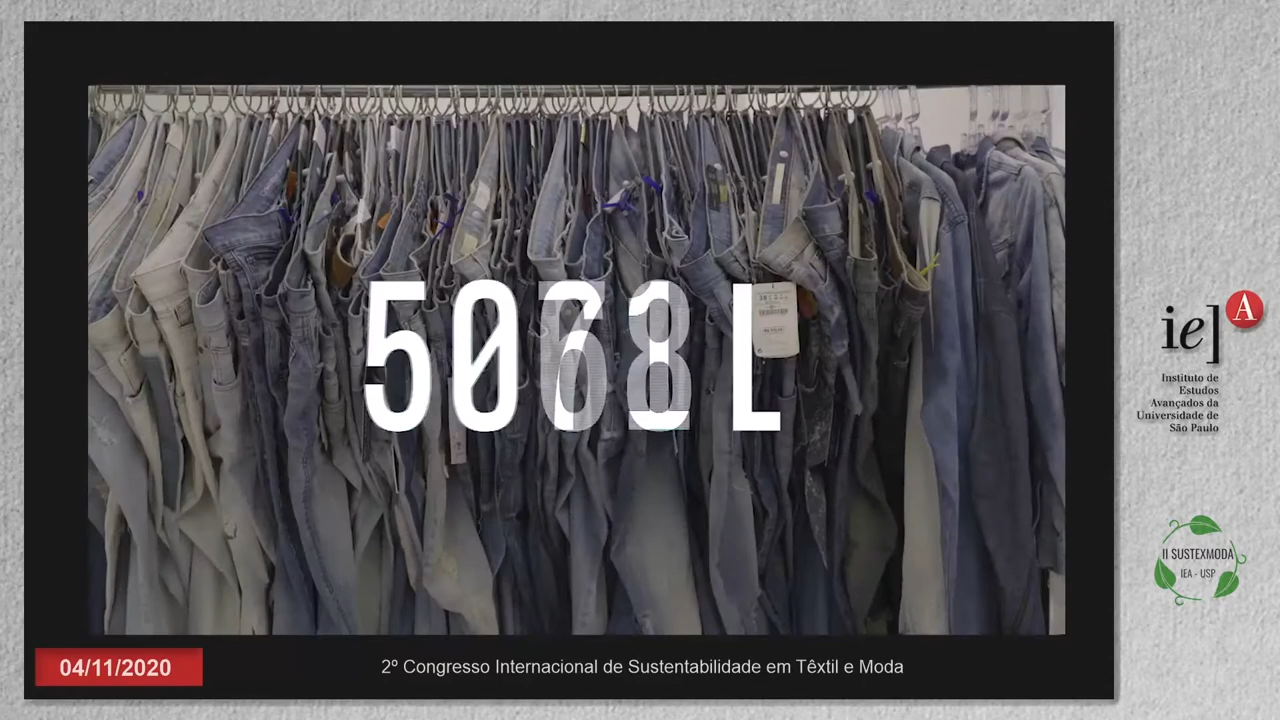 ie] A
Instituto de
Estudos
Avançados da
Universidade de
São Paulo
II SUSTEXMODA
IEA - USP
04/11/2020
2º Congresso Internacional de Sustentabilidade em Têxtil e Moda